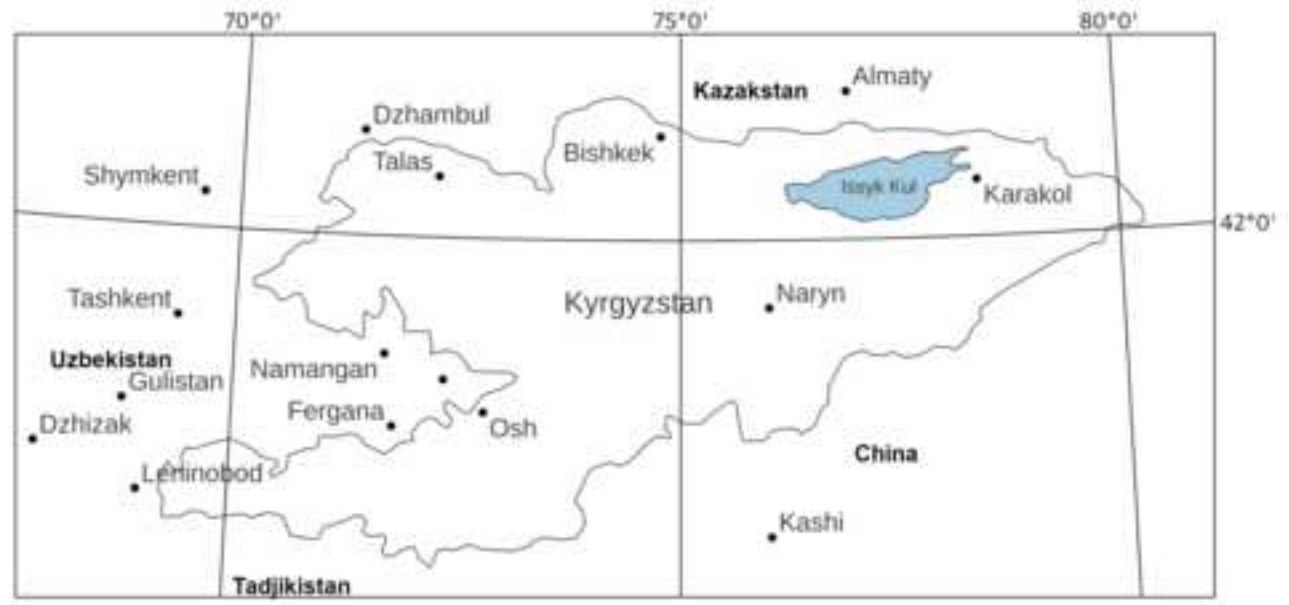 70°0'
75°0'
80°0'
Almaty
Kazakstan
Dzhambul
Bishkek
Talas
Shymkent
Issyk Kul
Karakol
42°0'
Tashkent
Kyrgyzstan
Naryn
Uzbekistan
Namangan
Gulistan
Fergana
Dzhizak
Osh
China
Leninobod
Kashi
Tadjikistan